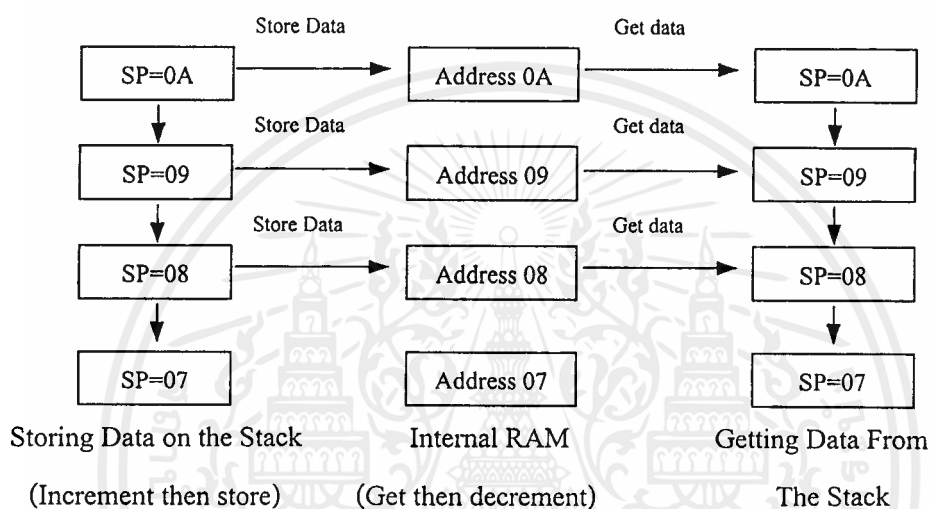 Store Data Get data
SP=0A Address 0A SP=0A
Store Data Get data
SP=09 Address 09 SP=09
Store Data Get data
SP=08 Address 08 SP=08
SP=07 Address 07 SP=07
Storing Data on the Stack Internal RAM Getting Data From
(Increment then store) (Get then decrement) The Stack